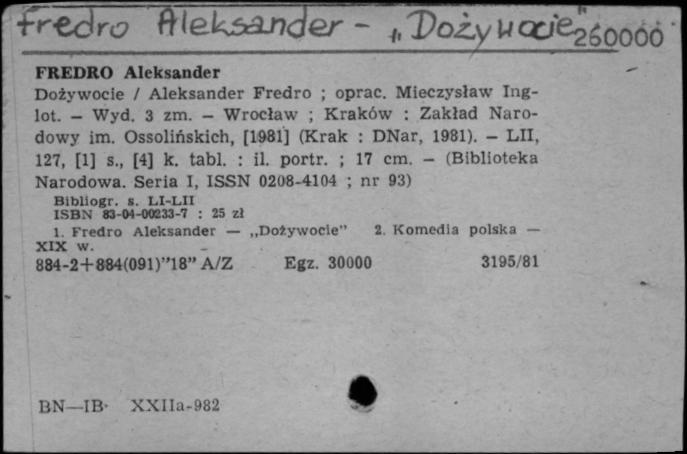 Fredro Aleksander - „Dożywocie" 260000
FREDRO Aleksander
Dożywocie / Aleksander Fredro ; oprac. Mieczysław Ing-
lot. — Wyd. 3 zm. — Wrocław ; Kraków : Zakład Naro-
dowy im. Ossolińskich, [1981] (Krak : DNar, 1981). — LII,
127, [1] s., [4] k. tabl. : il. portr. ; 17 cm. — (Biblioteka
Narodowa. Seria I, ISSN 0208-4104 ; nr 93)
Bibliogr. s. LI-LII
ISBN 83-04-00233-7 : 25 zł
1. Fredro Aleksander — „Dożywocie” 2. Komedia polska —
XIX w.
884-2+884(091)”18” A/Z Egz. 30000 3195/81
BN—IB· XXIIa-982